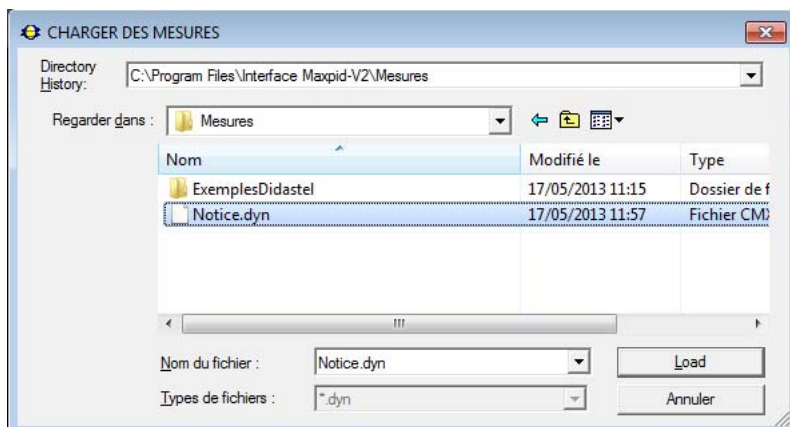 CHARGER DES MESURES
Directory History: C:\Program Files\Interface Maxpid-V2\Mesures
Regarder dans : Mesures
Nom Modifié le Type
ExemplesDidastel 17/05/2013 11:15 Dossier de f
Notice.dyn 17/05/2013 11:57 Fichier CM
Nom du fichier : Notice.dyn Load
Types de fichiers : *.dyn Annuler